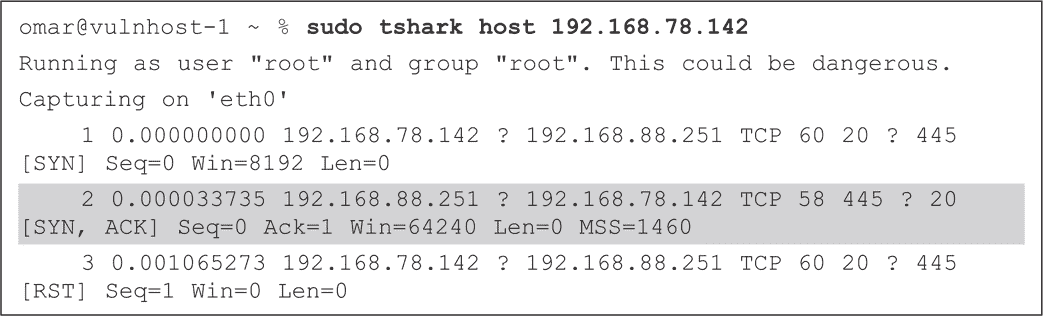 omar@vulnhost-1 ~ % sudo tshark host 192.168.78.142
Running as user "root" and group "root". This could be dangerous.
Capturing on 'eth0'
1 0.000000000 192.168.78.142 ? 192.168.88.251 TCP 60 20 ? 445
[SYN] Seq=0 Win=8192 Len=0
2 0.000033735 192.168.88.251 ? 192.168.78.142 TCP 58 445 ? 20
[SYN, ACK] Seq=0 Ack=1 Win=64240 Len=0 MSS=1460
3 0.001065273 192.168.78.142 ? 192.168.88.251 TCP 60 20 ? 445
[RST] Seq=1 Win=0 Len=0